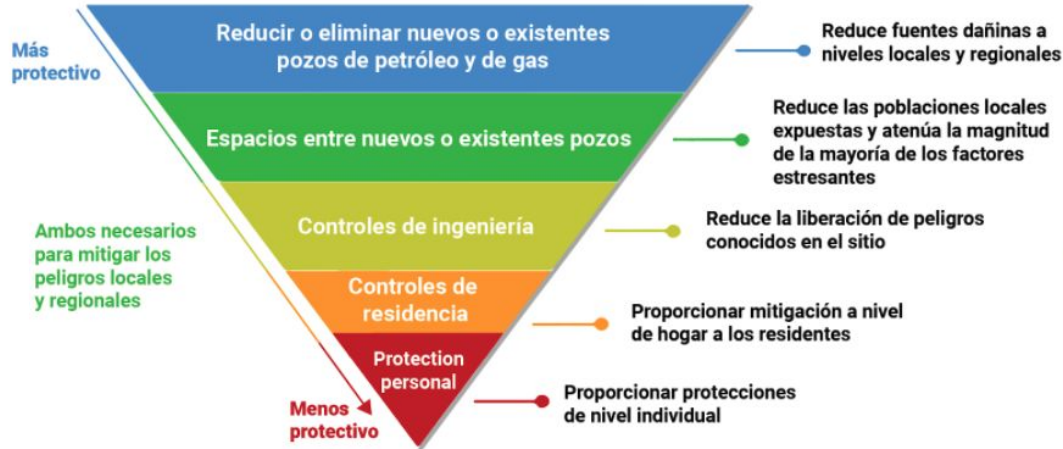 Más
protectivo
Reducir o eliminar nuevos o existentes
pozos de petróleo y de gas
Reduce fuentes dañinas a
niveles locales y regionales
Espacios entre nuevos o existentes pozos
Reduce las poblaciones locales
expuestas y atenúa la magnitud
de la mayoría de los factores
estresantes
Ambos necesarios
para mitigar los
peligros locales
y regionales
Controles de ingeniería
Reduce la liberación de peligros
conocidos en el sitio
Controles de
residencia
Proporcionar mitigación a nivel
de hogar a los residentes
Protection
personal
Proporcionar protecciones
de nivel individual
Menos
protectivo